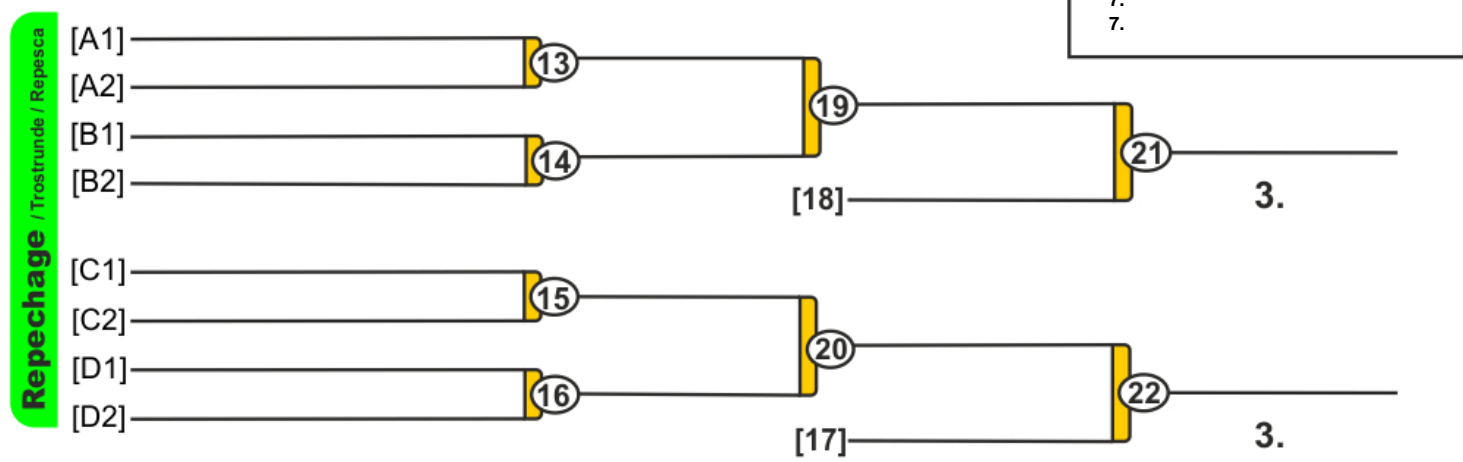 7.
7.
Repechage / Trostrunde / Repesca
[A1]
13
[A2]
19
[B1]
14
21
[B2]
[18]
3.
[C1]
15
[C2]
20
[D1]
16
22
[D2]
[17]
3.